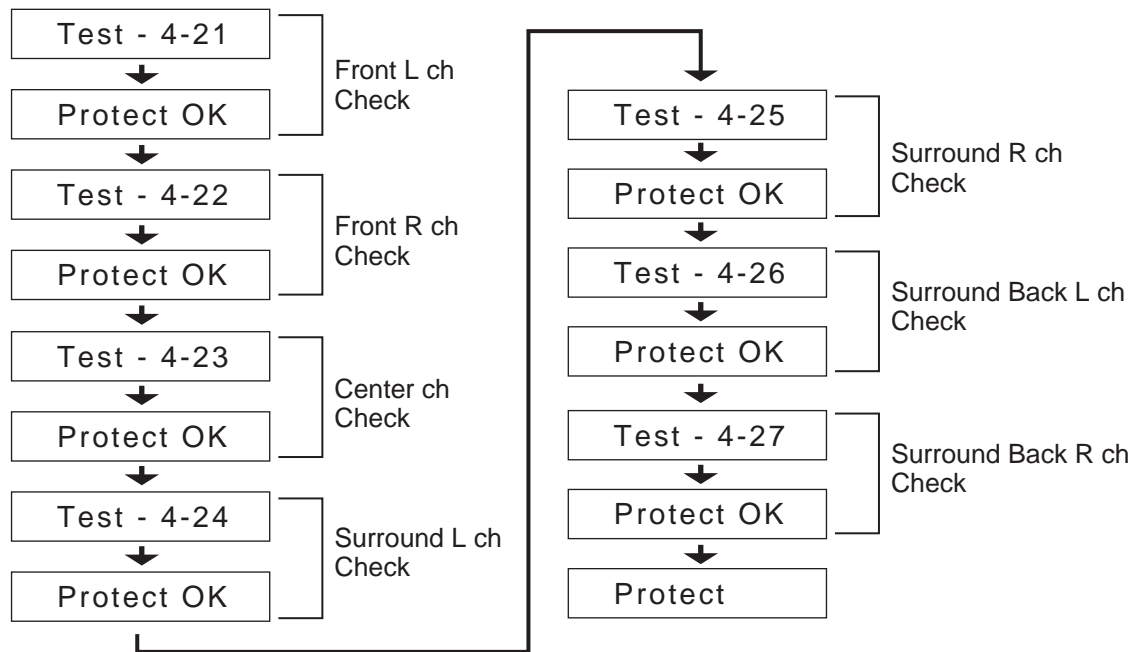 Test - 4-21
Protect OK
Front L ch
Check
Test - 4-22
Protect OK
Front R ch
Check
Test - 4-23
Protect OK
Center ch
Check
Test - 4-24
Protect OK
Surround L ch
Check
Test - 4-25
Protect OK
Surround R ch
Check
Test - 4-26
Protect OK
Surround Back L ch
Check
Test - 4-27
Protect OK
Surround Back R ch
Check
Protect